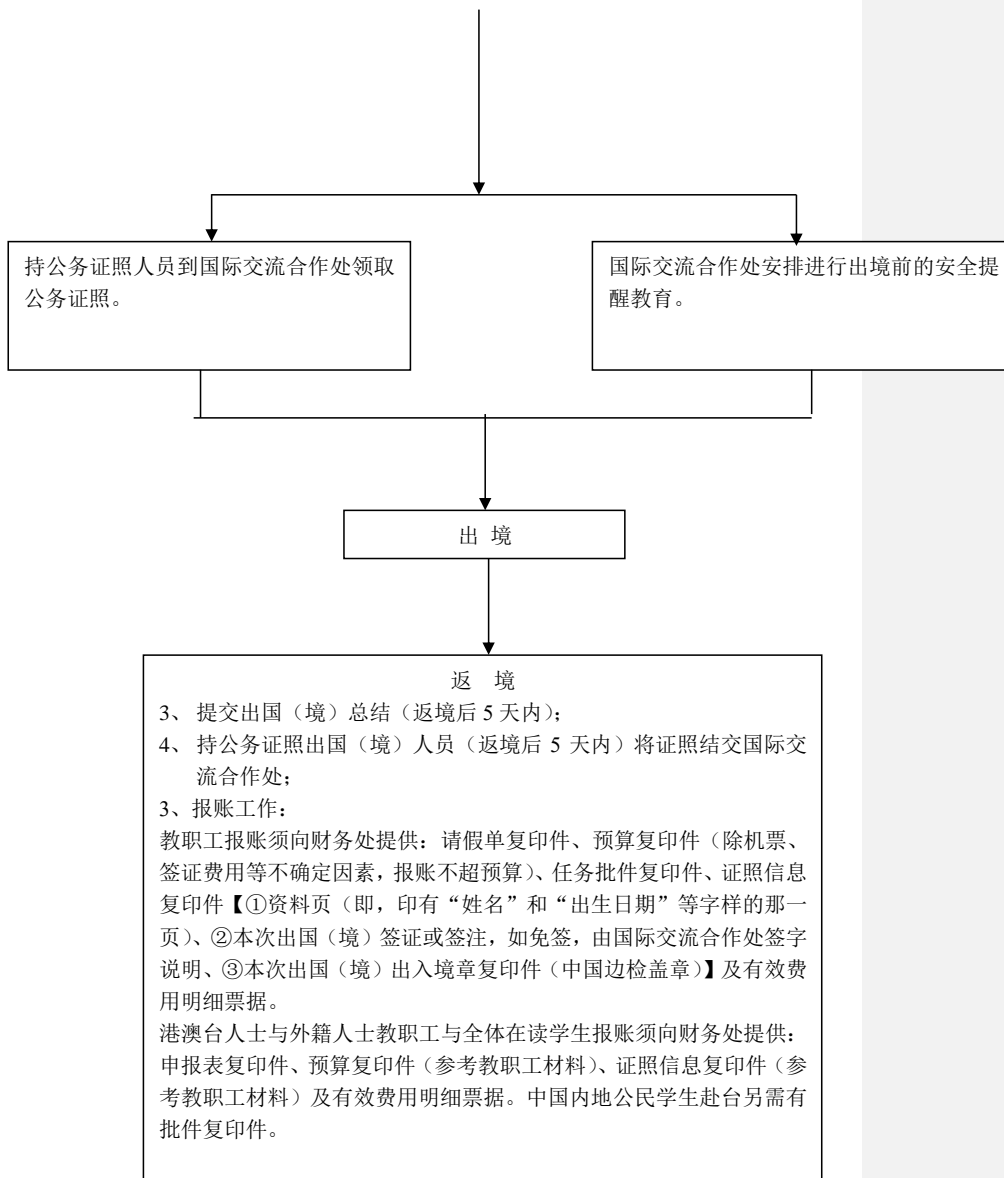 持公务证照人员到国际交流合作处领取
公务证照。
国际交流合作处安排进行出境前的安全提
醒教育。
出 境
返 境
3、 提交出国（境）总结（返境后 5 天内）；
4、 持公务证照出国（境）人员（返境后 5 天内）将证照结交国际交
流合作处；
3、报账工作：
教职工报账须向财务处提供：请假单复印件、预算复印件（除机票、
签证费用等不确定因素，报账不超预算）、任务批件复印件、证照信息
复印件【①资料页（即，印有“姓名”和“出生日期”等字样的那一
页）、②本次出国（境）签证或签注，如免签，由国际交流合作处签字
说明、③本次出国（境）出入境章复印件（中国边检盖章）】及有效费
用明细票据。
港澳台人士与外籍人士教职工与全体在读学生报账须向财务处提供：
申报表复印件、预算复印件（参考教职工材料）、证照信息复印件（参
考教职工材料）及有效费用明细票据。中国内地公民学生赴台另需有
批件复印件。